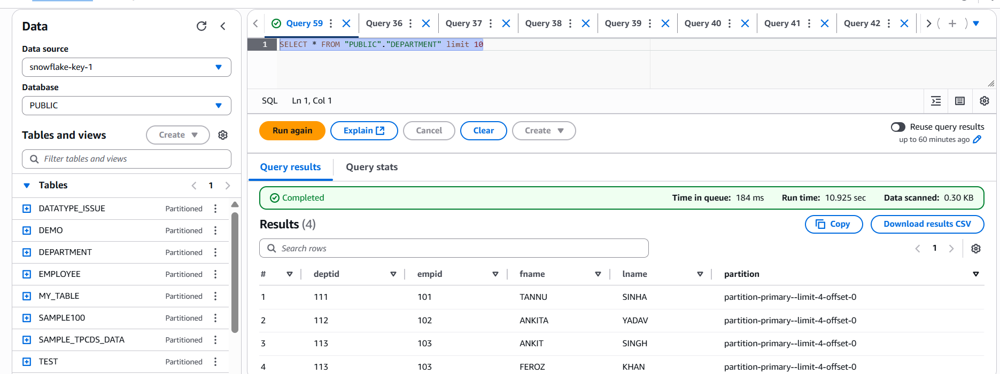 Data
Data source
snowflake-key-1
Database
PUBLIC
Tables and views
Create
Filter tables and views
Tables
1
DATATYPE_ISSUE Partitioned
DEMO Partitioned
DEPARTMENT Partitioned
EMPLOYEE Partitioned
MY_TABLE Partitioned
SAMPLE100 Partitioned
SAMPLE_TPCDS_DATA Partitioned
TEST Partitioned
Query 59 Query 36 Query 37 Query 38 Query 39 Query 40 Query 41 Query 42
1 SELECT * FROM "PUBLIC"."DEPARTMENT" limit 10
SQL Ln 1, Col 1
Run again Explain Cancel Clear Create
Reuse query results
up to 60 minutes ago
Query results Query stats
Completed Time in queue: 184 ms Run time: 10.925 sec Data scanned: 0.30 KB
Results (4) Copy Download results CSV
Search rows 1
# deptid empid fname lname partition
1 111 101 TANNU SINHA partition-primary--limit-4-offset-0
2 112 102 ANKITA YADAV partition-primary--limit-4-offset-0
3 113 103 ANKIT SINGH partition-primary--limit-4-offset-0
4 113 103 FEROZ KHAN partition-primary--limit-4-offset-0